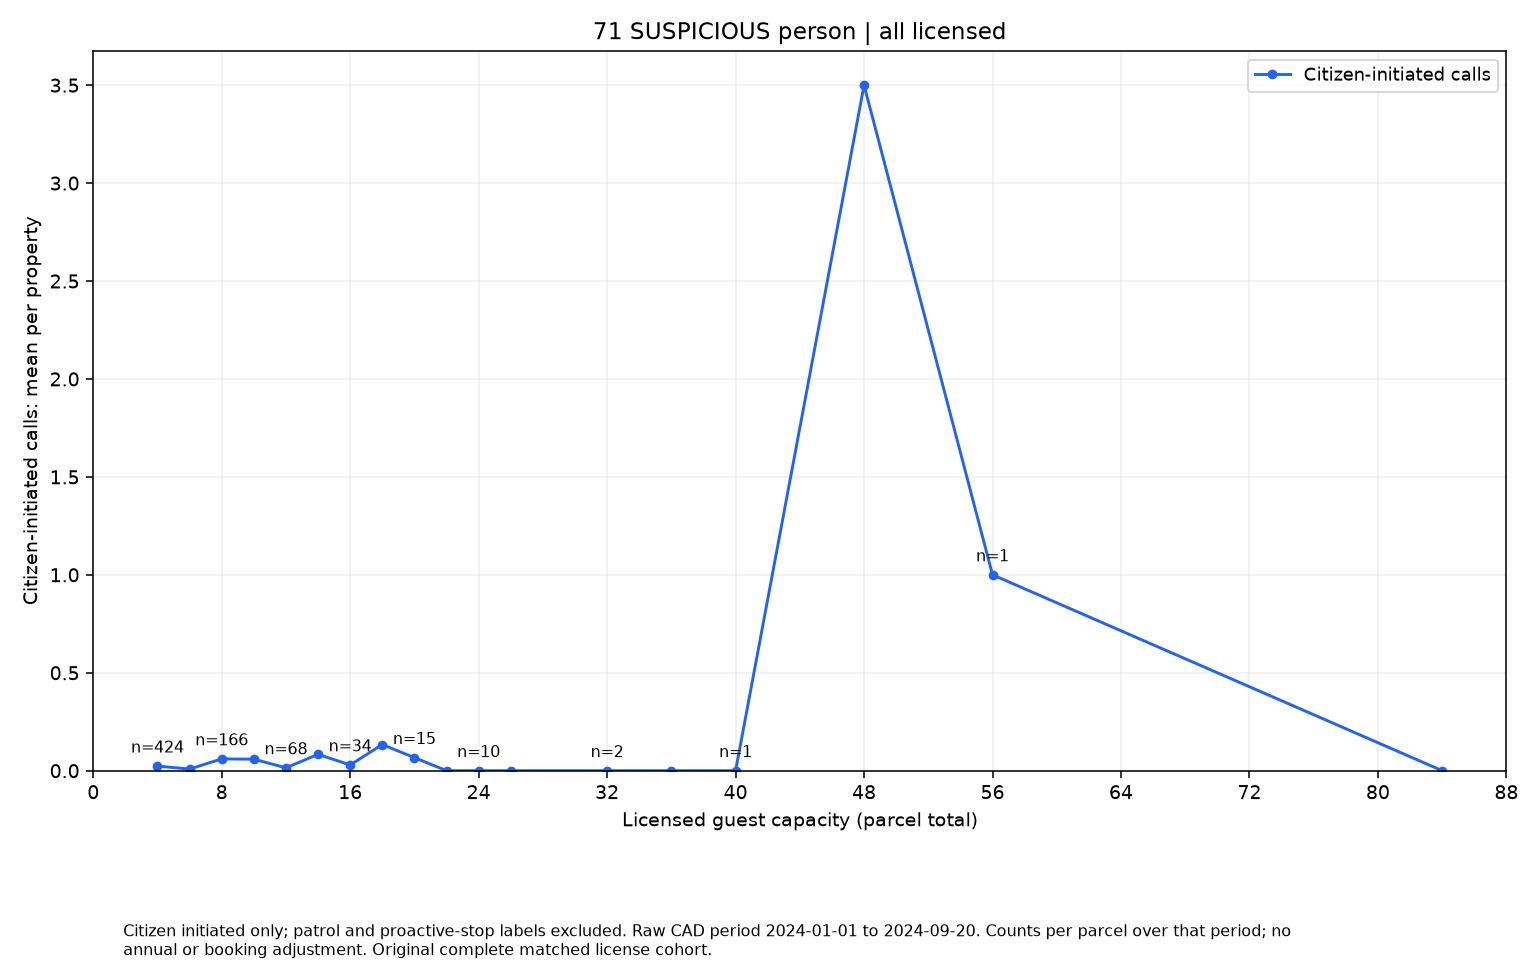 71 SUSPICIOUS person | all licensed
Citizen-initiated calls
3.5
3.0
2.5
2.0
1.5
1.0
0.5
0.0
Citizen-initiated calls: mean per property
n=424
n=166
n=68
n=34
n=15
n=10
n=2
n=1
n=1
0 8 16 24 32 40 48 56 64 72 80 88
Licensed guest capacity (parcel total)
Citizen initiated only; patrol and proactive-stop labels excluded. Raw CAD period 2024-01-01 to 2024-09-20. Counts per parcel over that period; no
annual or booking adjustment. Original complete matched license cohort.